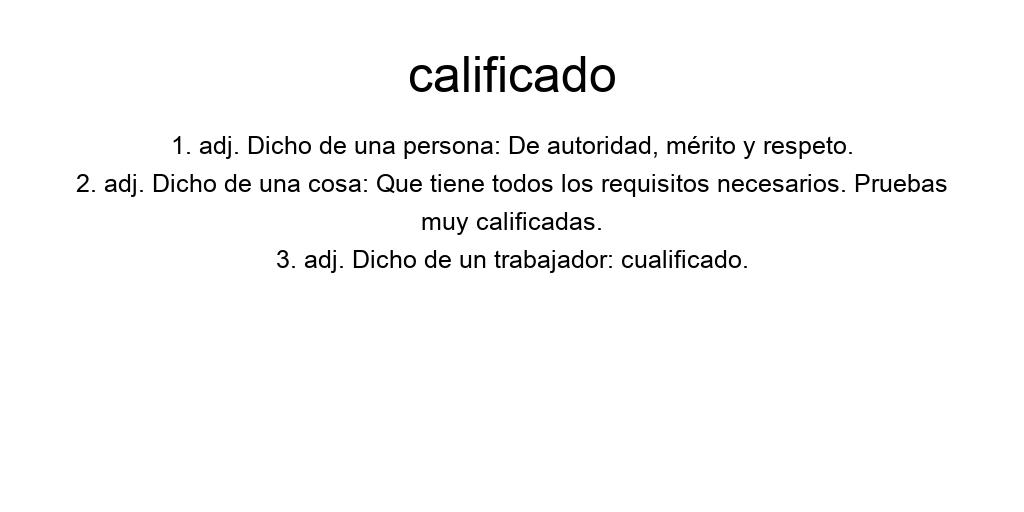 calificado
1. adj. Dicho de una persona: De autoridad, mérito y respeto.
2. adj. Dicho de una cosa: Que tiene todos los requisitos necesarios. Pruebas
muy calificadas.
3. adj. Dicho de un trabajador: cualificado.